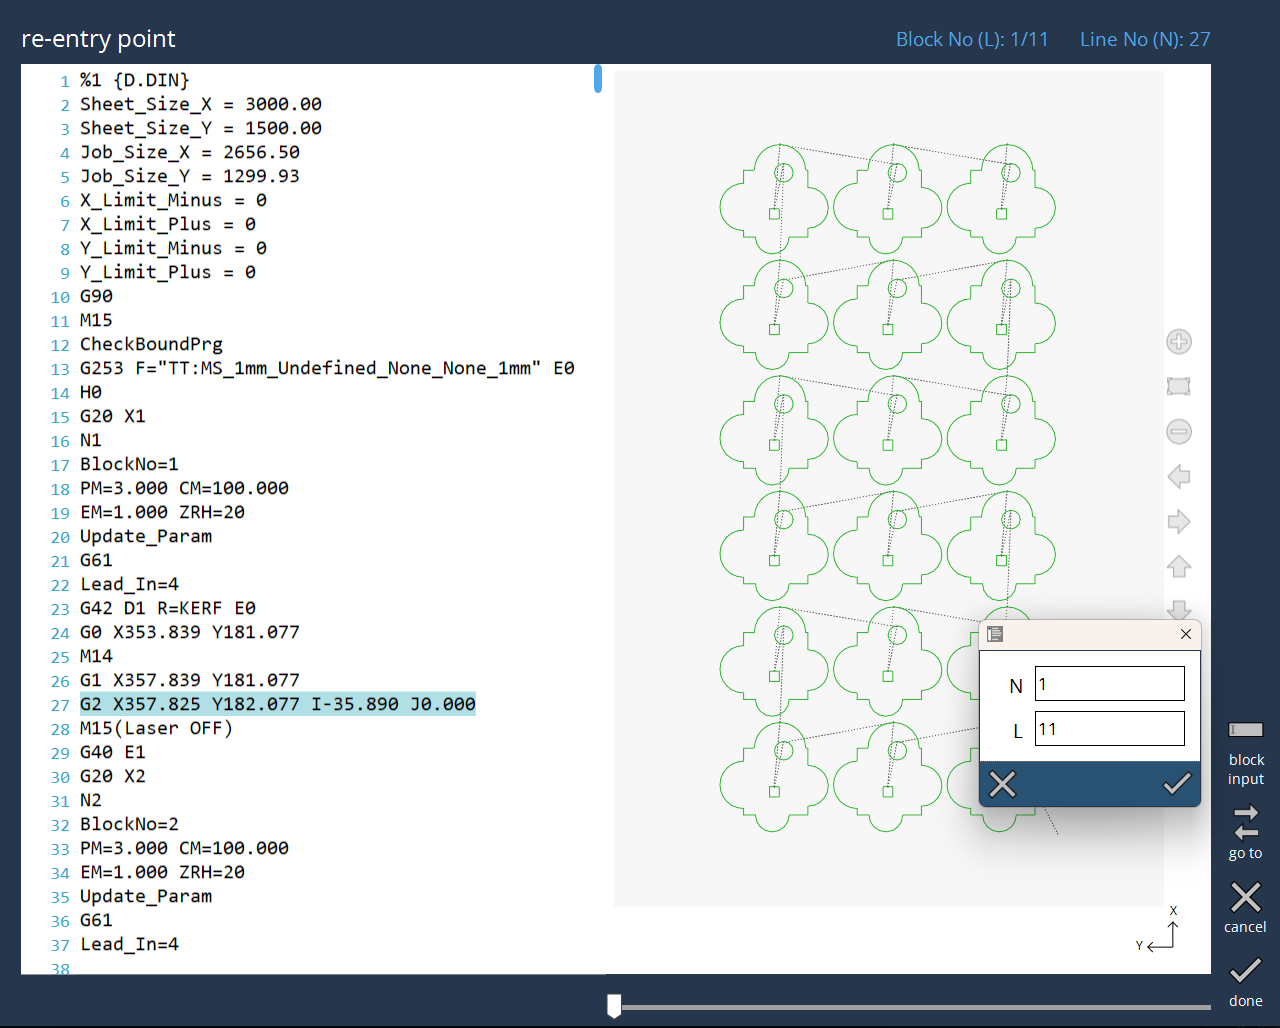 re-entry point
Block No (L): 1/11 Line No (N): 27
1 %1 {D.DIN}
2 Sheet_Size_X = 3000.00
3 Sheet_Size_Y = 1500.00
4 Job_Size_X = 2656.50
5 Job_Size_Y = 1299.93
6 X_Limit_Minus = 0
7 X_Limit_Plus = 0
8 Y_Limit_Minus = 0
9 Y_Limit_Plus = 0
10 G90
11 M15
12 CheckBoundPrg
13 G253 F="TT:MS_1mm_Undefined_None_None_1mm" E0
14 H0
15 G20 X1
16 N1
17 BlockNo=1
18 PM=3.000 CM=100.000
19 EM=1.000 ZRH=20
20 Update_Param
21 G61
22 Lead_In=4
23 G42 D1 R=KERF E0
24 G0 X353.839 Y181.077
25 M14
26 G1 X357.839 Y181.077
27 G2 X357.825 Y182.077 I-35.890 J0.000
28 M15(Laser OFF)
29 G40 E1
30 G20 X2
31 N2
32 BlockNo=2
33 PM=3.000 CM=100.000
34 EM=1.000 ZRH=20
35 Update_Param
36 G61
37 Lead_In=4
38
N 1
L 11
X
Y
block
input
go to
cancel
done